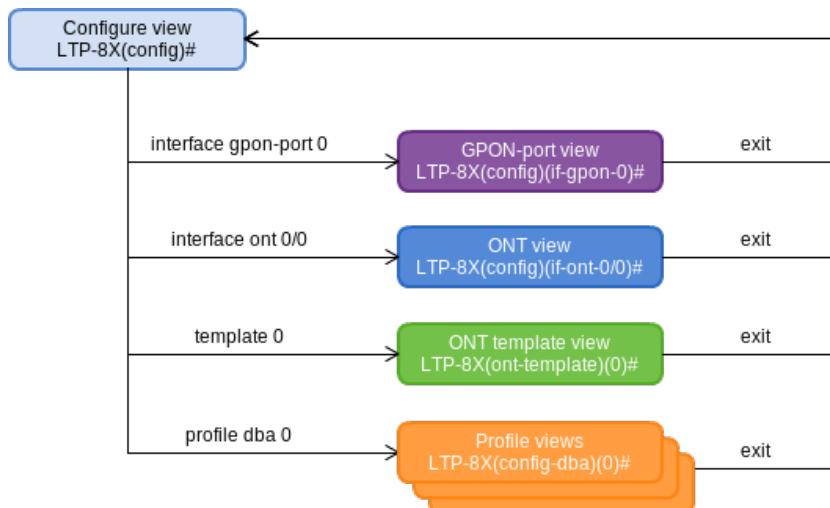 Configure view
LTP-8X(config)#
interface gpon-port 0
GPON-port view
LTP-8X(config)(if-gpon-0)#
exit
interface ont 0/0
ONT view
LTP-8X(config)(if-ont-0/0)#
exit
template 0
ONT template view
LTP-8X(ont-template)(0)#
exit
profile dba 0
Profile views
LTP-8X(config-dba)(0)#
exit